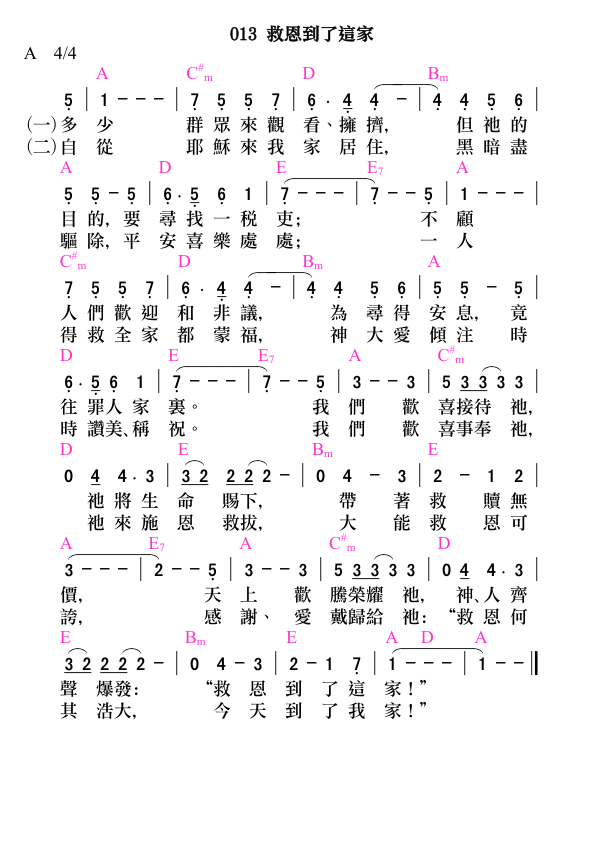 013 救恩到了這家
A 4/4
A C#m D Bm
5 | 1 - - - | 7 5 5 7 | 6 · 4 4 - | 4 4 5 6 |
(一)多 少 群 眾 來 觀 看、擁 擠, 但 祂 的
(二)自 從 耶 穌 來 我 家 居 住, 黑 暗 盡
A D E E7 A
5 5 - 5 | 6 · 5 6 1 | 7 - - - | 7 - - 5 | 1 - - - |
目 的, 要 尋 找 一 税 吏; 不 顧
驅 除, 平 安 喜 樂 處 處; 一 人
C#m D Bm A
7 5 5 7 | 6 · 4 4 - | 4 4 5 6 | 5 5 - 5 |
人 們 歡 迎 和 非 議, 為 尋 得 安 息, 竟
得 救 全 家 都 蒙 福, 神 大 愛 傾 注 時
D E E7 A C#m
6 · 5 6 1 | 7 - - - | 7 - - 5 | 3 - - 3 | 5 3 3 3 3 |
往 罪 人 家 裏。 我 們 歡 喜接待 祂,
時 讚美、稱 祝。 我 們 歡 喜事奉 祂,
D E Bm E
0 4 4 · 3 | 3 2 2 2 2 - | 0 4 - 3 | 2 - 1 2 |
祂 將 生 命 賜下, 帶 著 救 贖 無
祂 來 施 恩 救拔, 大 能 救 恩 可
A E7 A C#m D
3 - - - | 2 - - 5 | 3 - - 3 | 5 3 3 3 3 | 0 4 4 · 3 |
價, 天 上 歡 騰榮耀 祂, 神、人 齊
誇, 感 謝、 愛 戴歸給 祂: “救 恩 何
E Bm E A D A
3 2 2 2 2 - | 0 4 - 3 | 2 - 1 7 | 1 - - - | 1 - - ‖
聲 爆發: “救 恩 到 了 這 家！”
其 浩大, 今 天 到 了 我 家！”